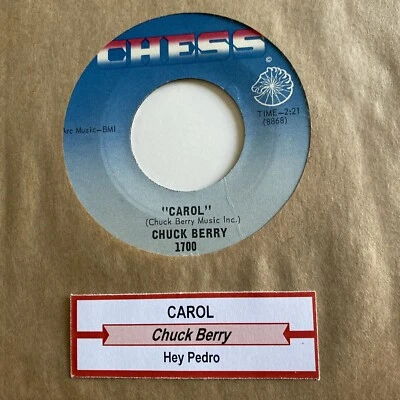 CHESS
©
Arc Music-BMI
TIME-2:21
(8868)
"CAROL"
(Chuck Berry Music Inc.)
CHUCK BERRY
1700
CAROL
Chuck Berry
Hey Pedro